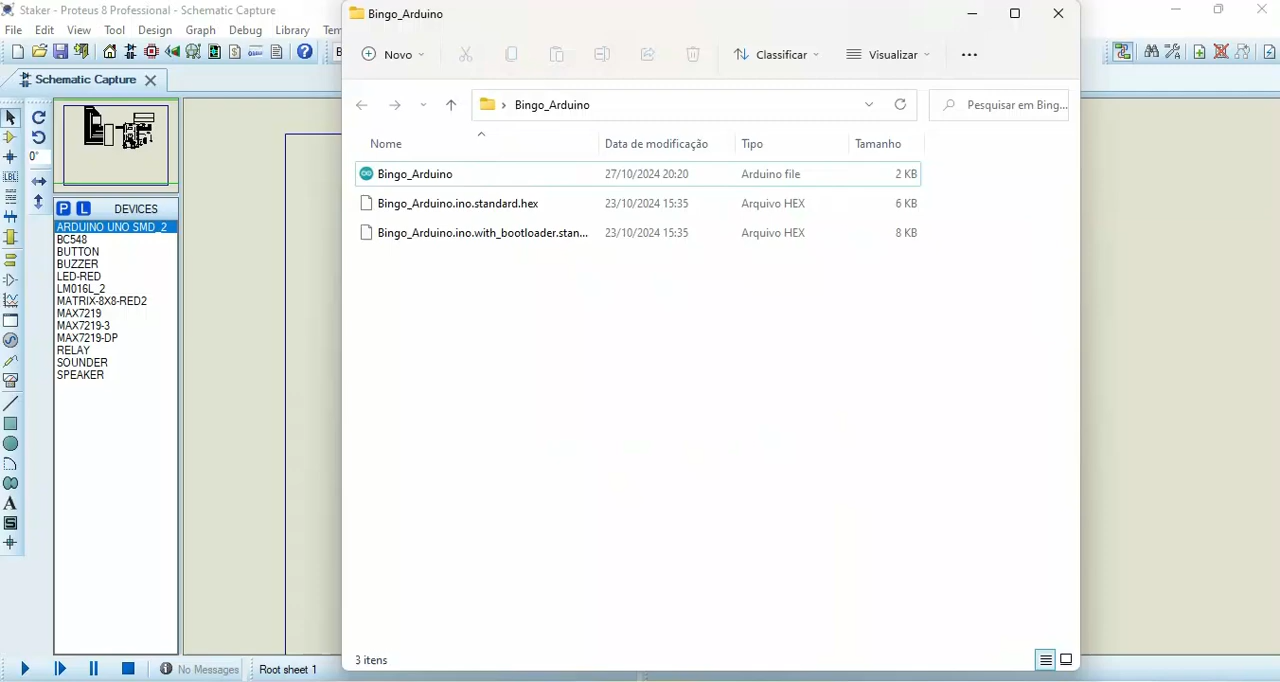 Staker - Proteus 8 Professional - Schematic Capture
File Edit View Tool Design Graph Debug Library
Schematic Capture
0°
LBL
P L DEVICES
ARDUINO UNO SMD_2
BC548
BUTTON
BUZZER
LED-RED
LM016L_2
MATRIX-8X8-RED2
MAX7219
MAX7219-3
MAX7219-DP
RELAY
SOUNDER
SPEAKER
A
S
No Messages Root sheet 1
Bingo_Arduino
Novo Classificar Visualizar
Bingo_Arduino Pesquisar em Bing...
Nome Data de modificação Tipo Tamanho
Bingo_Arduino 27/10/2024 20:20 Arduino file 2 KB
Bingo_Arduino.ino.standard.hex 23/10/2024 15:35 Arquivo HEX 6 KB
Bingo_Arduino.ino.with_bootloader.stan... 23/10/2024 15:35 Arquivo HEX 8 KB
3 itens